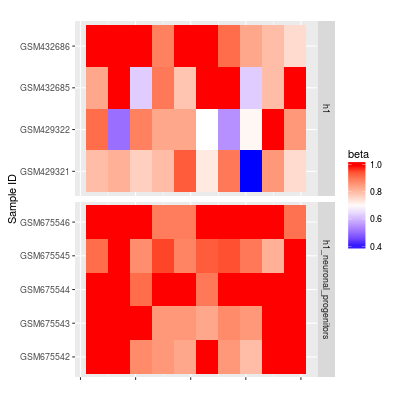 GSM432686
GSM432685
GSM429322
GSM429321
h1
GSM675546
GSM675545
GSM675544
GSM675543
GSM675542
h1_neuronal_progenitors
Sample ID
beta
1.0
0.8
0.6
0.4